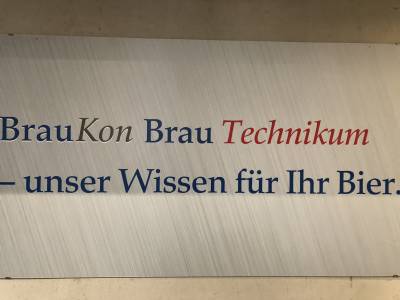 BrauKon Brau Technikum
– unser Wissen für Ihr Bier.